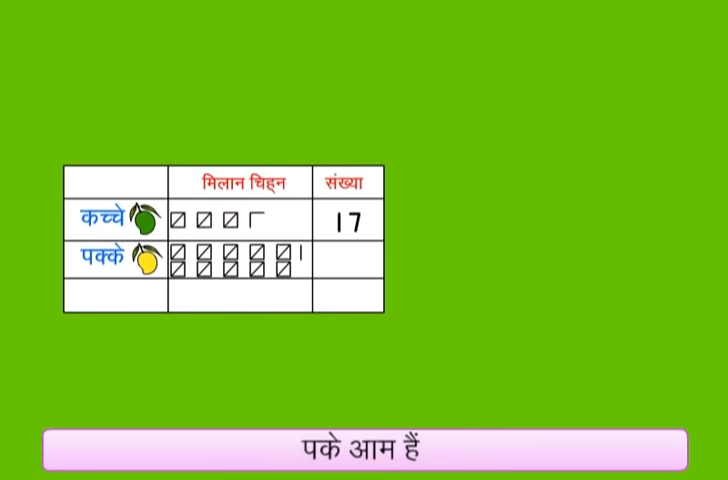 मिलान चिह्न संख्या
कच्चे 17
पक्के
पके आम हैं